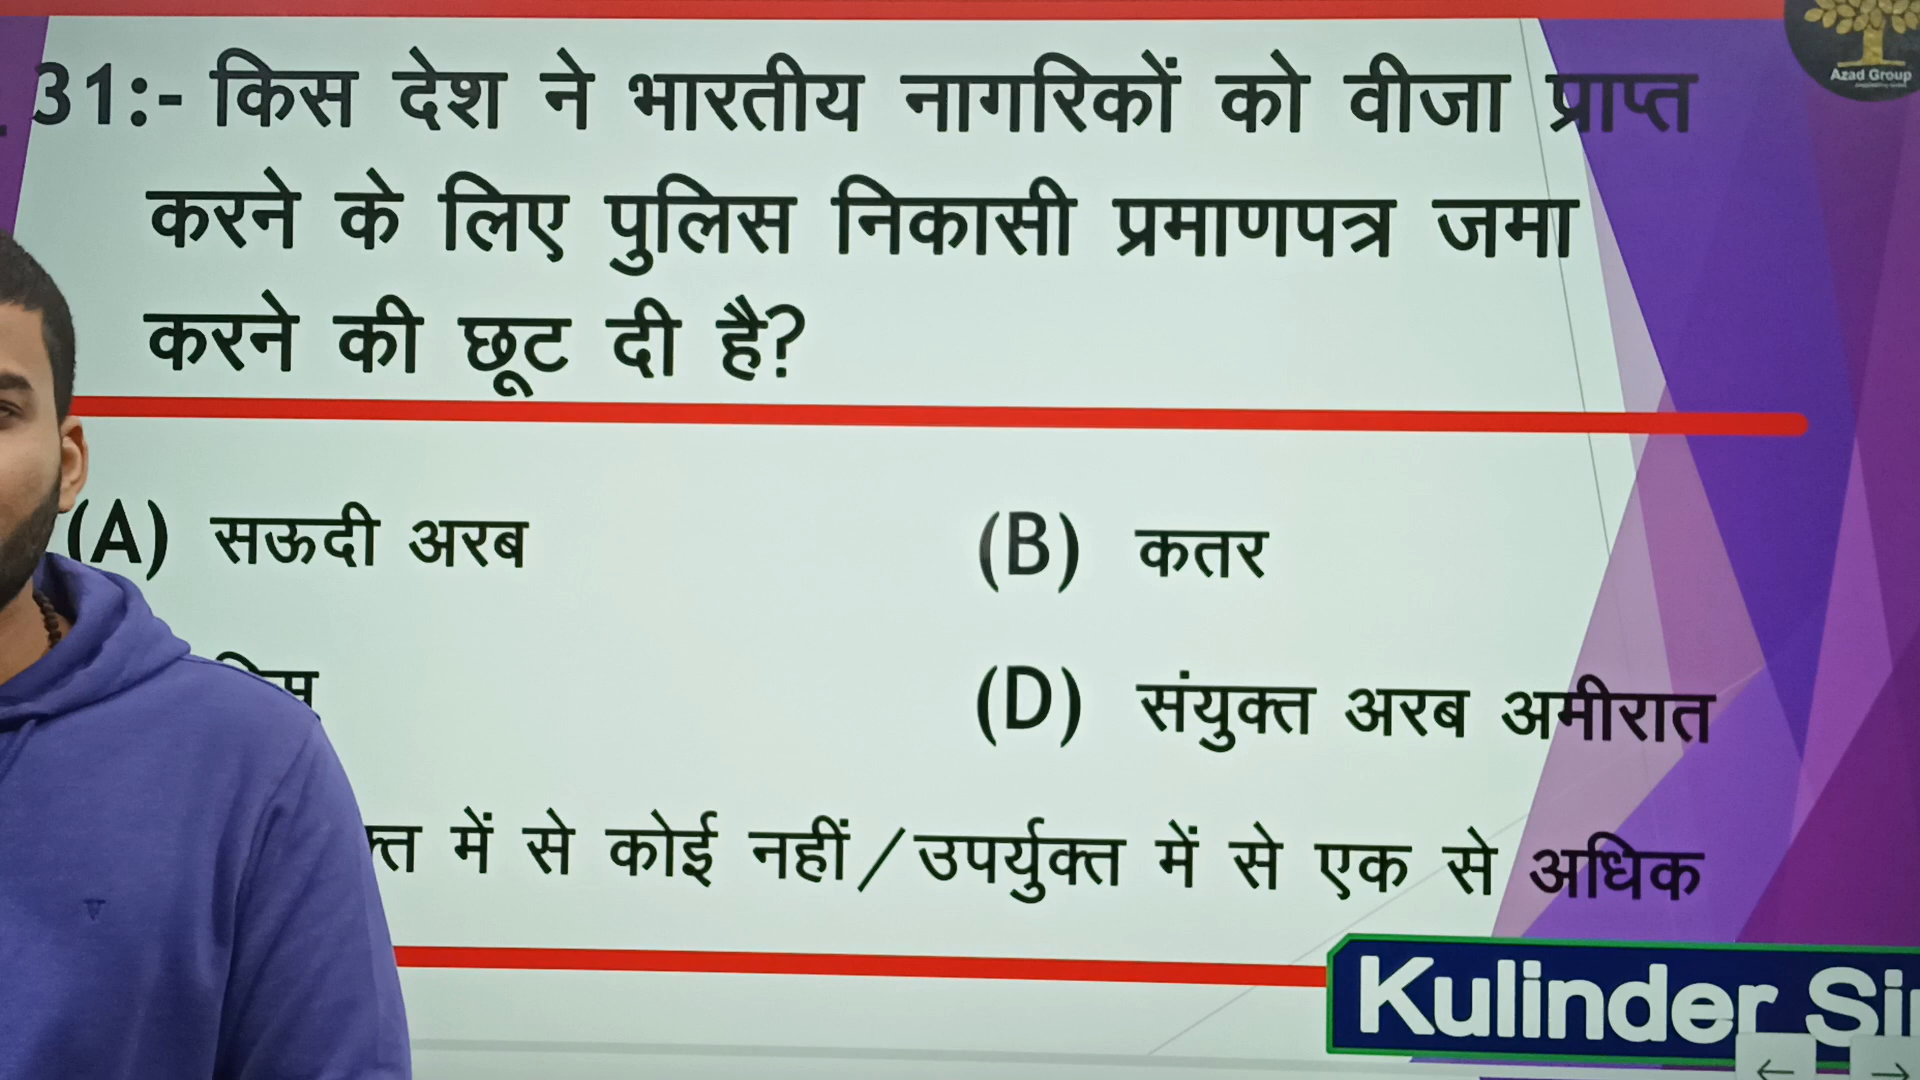 Azad Group
31:- किस देश ने भारतीय नागरिकों को वीजा प्राप्त
करने के लिए पुलिस निकासी प्रमाणपत्र जमा
करने की छूट दी है?
(A) सऊदी अरब
(B) कतर
(D) संयुक्त अरब अमीरात
में से कोई नहीं/उपर्युक्त में से एक से अधिक
Kulinder